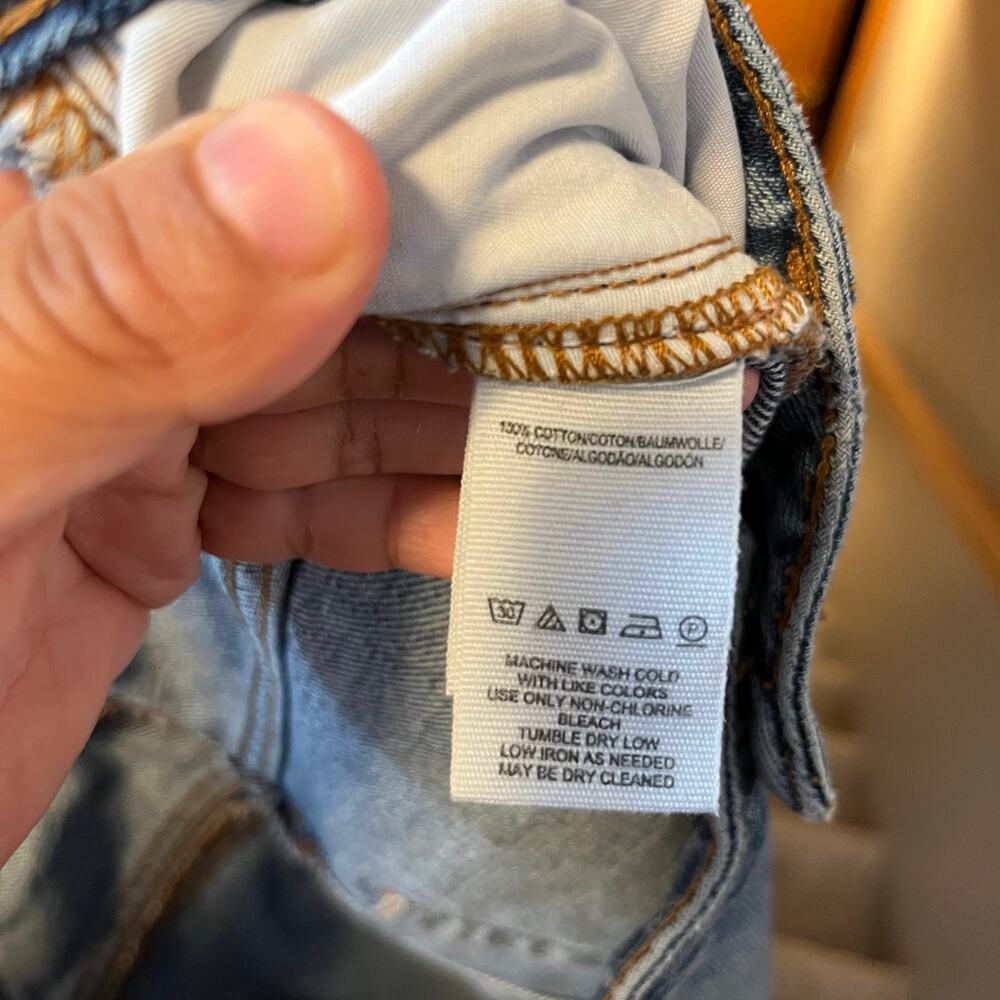 100% COTTON/COTON/BAUMWOLLE/
COTONE/ALGODÃO/ALGODÓN
30 P
MACHINE WASH COLD
WITH LIKE COLORS
USE ONLY NON-CHLORINE
BLEACH
TUMBLE DRY LOW
LOW IRON AS NEEDED
MAY BE DRY CLEANED